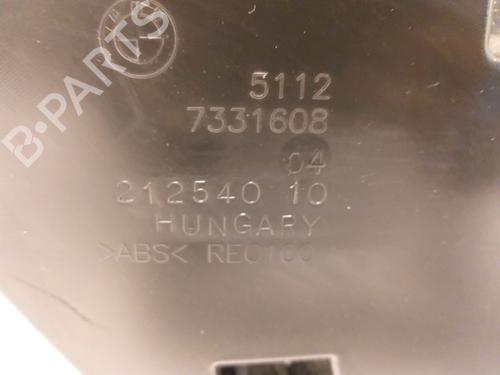 B-PARTS
5112
7331608
04
212540 10
HUNGARY
>ABS< REC100